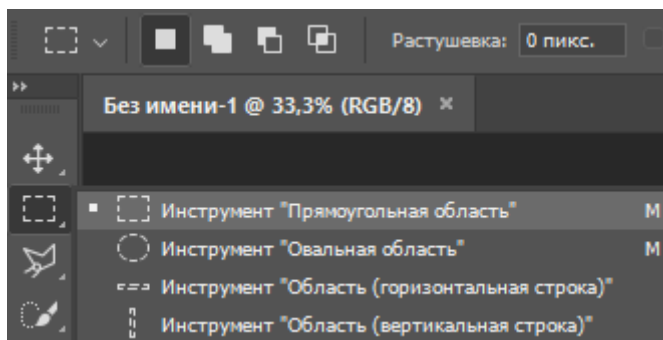 Растушевка: 0 пикс.
Без имени-1 @ 33,3% (RGB/8) ×
Инструмент "Прямоугольная область" M
Инструмент "Овальная область" M
Инструмент "Область (горизонтальная строка)"
Инструмент "Область (вертикальная строка)"